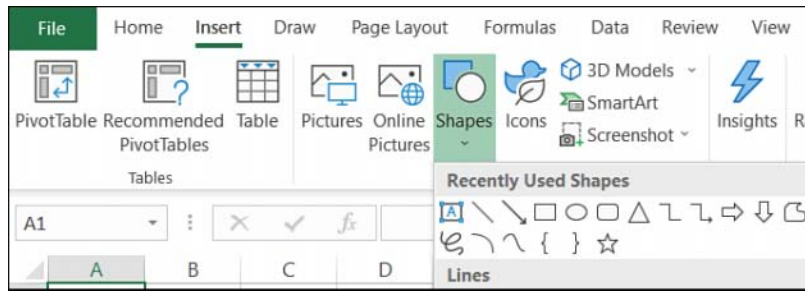 File Home Insert Draw Page Layout Formulas Data Review View
3D Models
SmartArt
Screenshot
PivotTable Recommended PivotTables Table Pictures Online Pictures Shapes Icons Insights R
Tables
Recently Used Shapes
A
A1 fx
{ }
A B C D
Lines